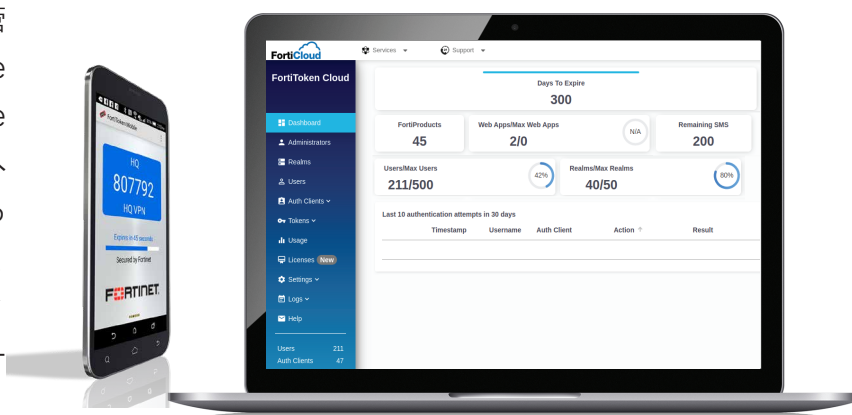 FortiToken Mobile
HQ
807792
HQ VPN
Expires in 45 seconds
Secured by Fortinet
FORTINET
FortiCloud
Services
Support
FortiToken Cloud
Dashboard
Administrators
Realms
Users
Auth Clients
Tokens
Usage
Licenses New
Settings
Logs
Help
Users 211
Auth Clients 47
Days To Expire
300
FortiProducts
45
Web Apps/Max Web Apps
2/0
N/A
Remaining SMS
200
Users/Max Users
211/500
42%
Realms/Max Realms
40/50
80%
Last 10 authentication attempts in 30 days
Timestamp Username Auth Client Action Result